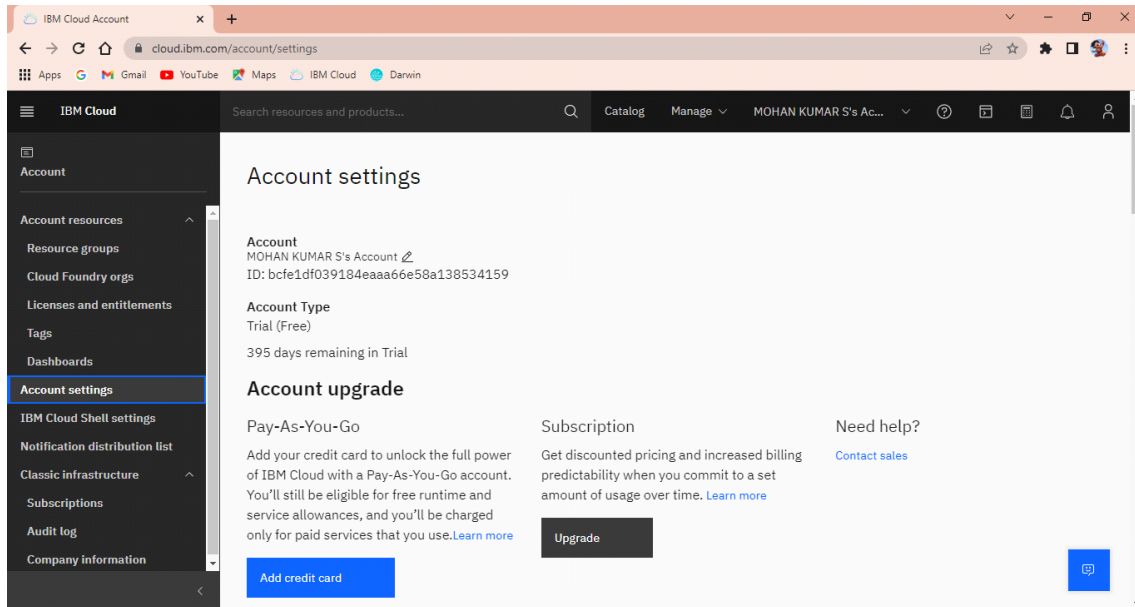 IBM Cloud Account
cloud.ibm.com/account/settings
Apps G Gmail YouTube Maps IBM Cloud Darwin
IBM Cloud
Search resources and products...
Catalog Manage MOHAN KUMAR S's Ac...
Account
Account resources
Resource groups
Cloud Foundry orgs
Licenses and entitlements
Tags
Dashboards
Account settings
IBM Cloud Shell settings
Notification distribution list
Classic infrastructure
Subscriptions
Audit log
Company information
Account settings
Account
MOHAN KUMAR S's Account
ID: bcfe1df039184eaaa66e58a138534159
Account Type
Trial (Free)
395 days remaining in Trial
Account upgrade
Pay-As-You-Go
Add your credit card to unlock the full power
of IBM Cloud with a Pay-As-You-Go account.
You'll still be eligible for free runtime and
service allowances, and you'll be charged
only for paid services that you use.Learn more
Add credit card
Subscription
Get discounted pricing and increased billing
predictability when you commit to a set
amount of usage over time. Learn more
Upgrade
Need help?
Contact sales